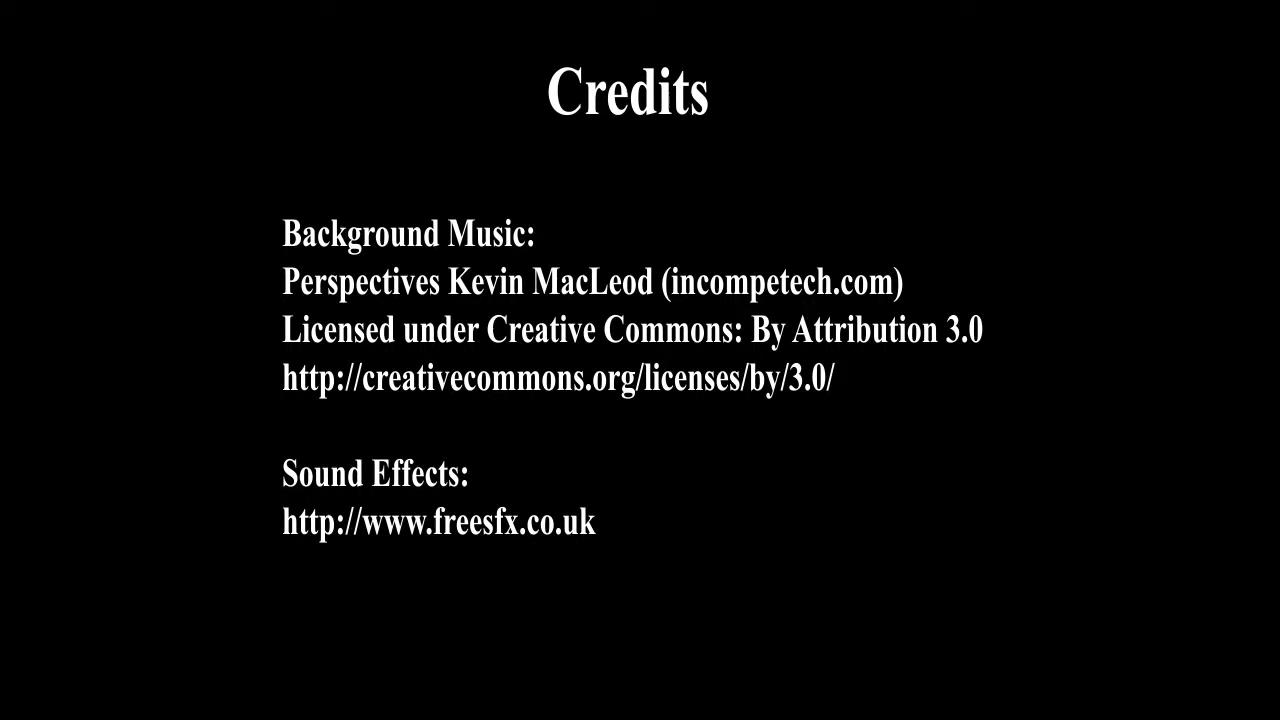 Credits
Background Music:
Perspectives Kevin MacLeod (incompetech.com)
Licensed under Creative Commons: By Attribution 3.0
http://creativecommons.org/licenses/by/3.0/
Sound Effects:
http://www.freesfx.co.uk